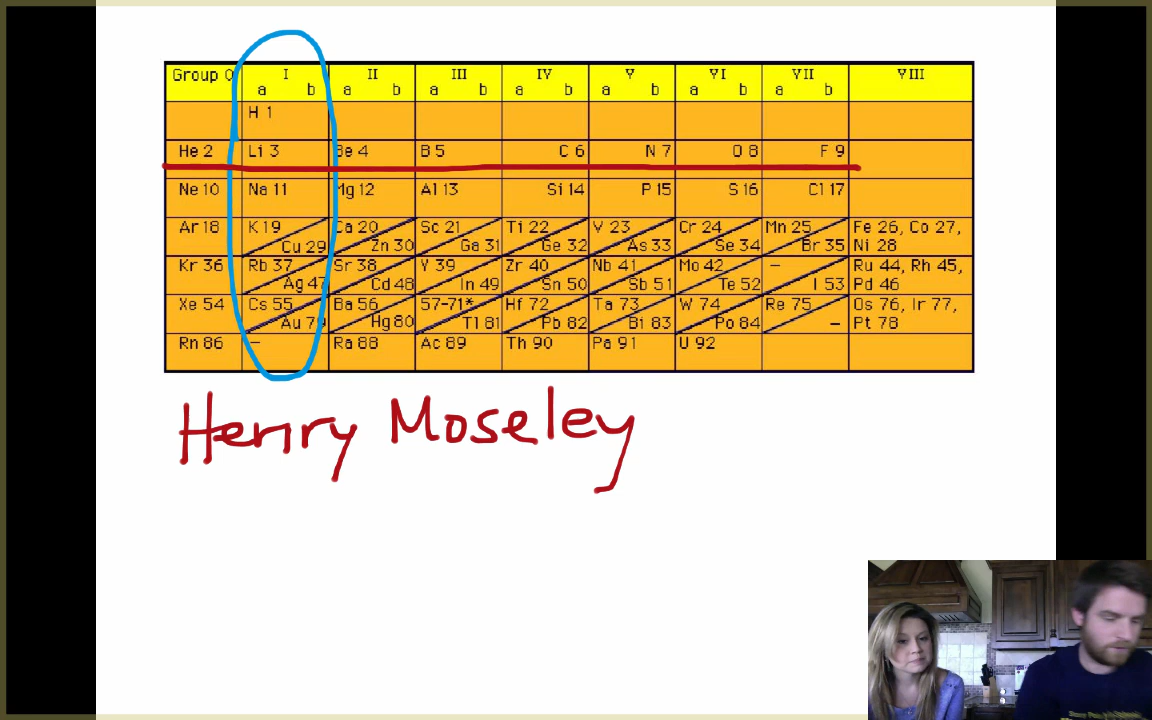 Group 0 I II III IV V VI VII VIII
a b a b a b a b a b a b a b
H 1
He 2 Li 3 Be 4 B 5 C 6 N 7 O 8 F 9
Ne 10 Na 11 Mg 12 Al 13 Si 14 P 15 S 16 Cl 17
Ar 18 K 19 Ca 20 Sc 21 Ti 22 V 23 Cr 24 Mn 25 Fe 26, Co 27,
Cu 29 Zn 30 Ga 31 Ge 32 As 33 Se 34 Br 35 Ni 28
Kr 36 Rb 37 Sr 38 Y 39 Zr 40 Nb 41 Mo 42 – Ru 44, Rh 45,
Ag 47 Cd 48 In 49 Sn 50 Sb 51 Te 52 I 53 Pd 46
Xe 54 Cs 55 Ba 56 57-71* Hf 72 Ta 73 W 74 Re 75 Os 76, Ir 77,
Au 79 Hg 80 Tl 81 Pb 82 Bi 83 Po 84 – Pt 78
Rn 86 – Ra 88 Ac 89 Th 90 Pa 91 U 92
Henry Moseley